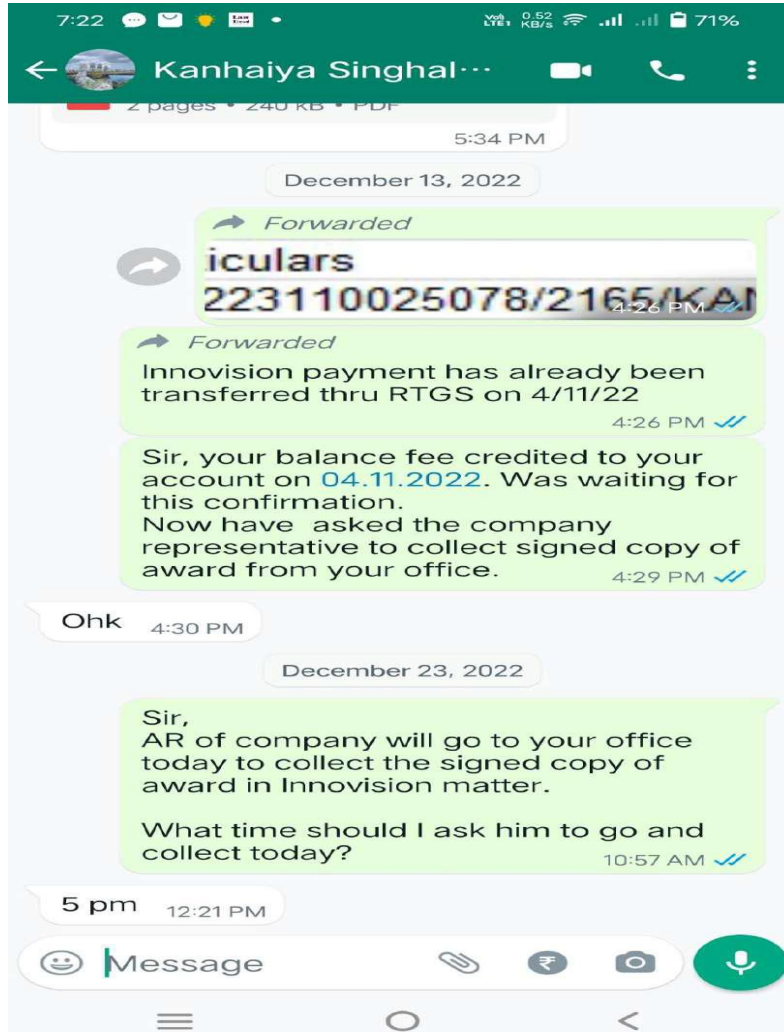 7:22
Vo) LTE1 0.52 KB/s 71%
Kanhaiya Singhal...
2 pages • 240 kB • PDF
5:34 PM
December 13, 2022
Forwarded
iculars
223110025078/2165/KAN
4:26 PM
Forwarded
Innovision payment has already been
transferred thru RTGS on 4/11/22
4:26 PM
Sir, your balance fee credited to your
account on 04.11.2022. Was waiting for
this confirmation.
Now have asked the company
representative to collect signed copy of
award from your office.
4:29 PM
Ohk 4:30 PM
December 23, 2022
Sir,
AR of company will go to your office
today to collect the signed copy of
award in Innovision matter.
What time should I ask him to go and
collect today?
10:57 AM
5 pm 12:21 PM
Message